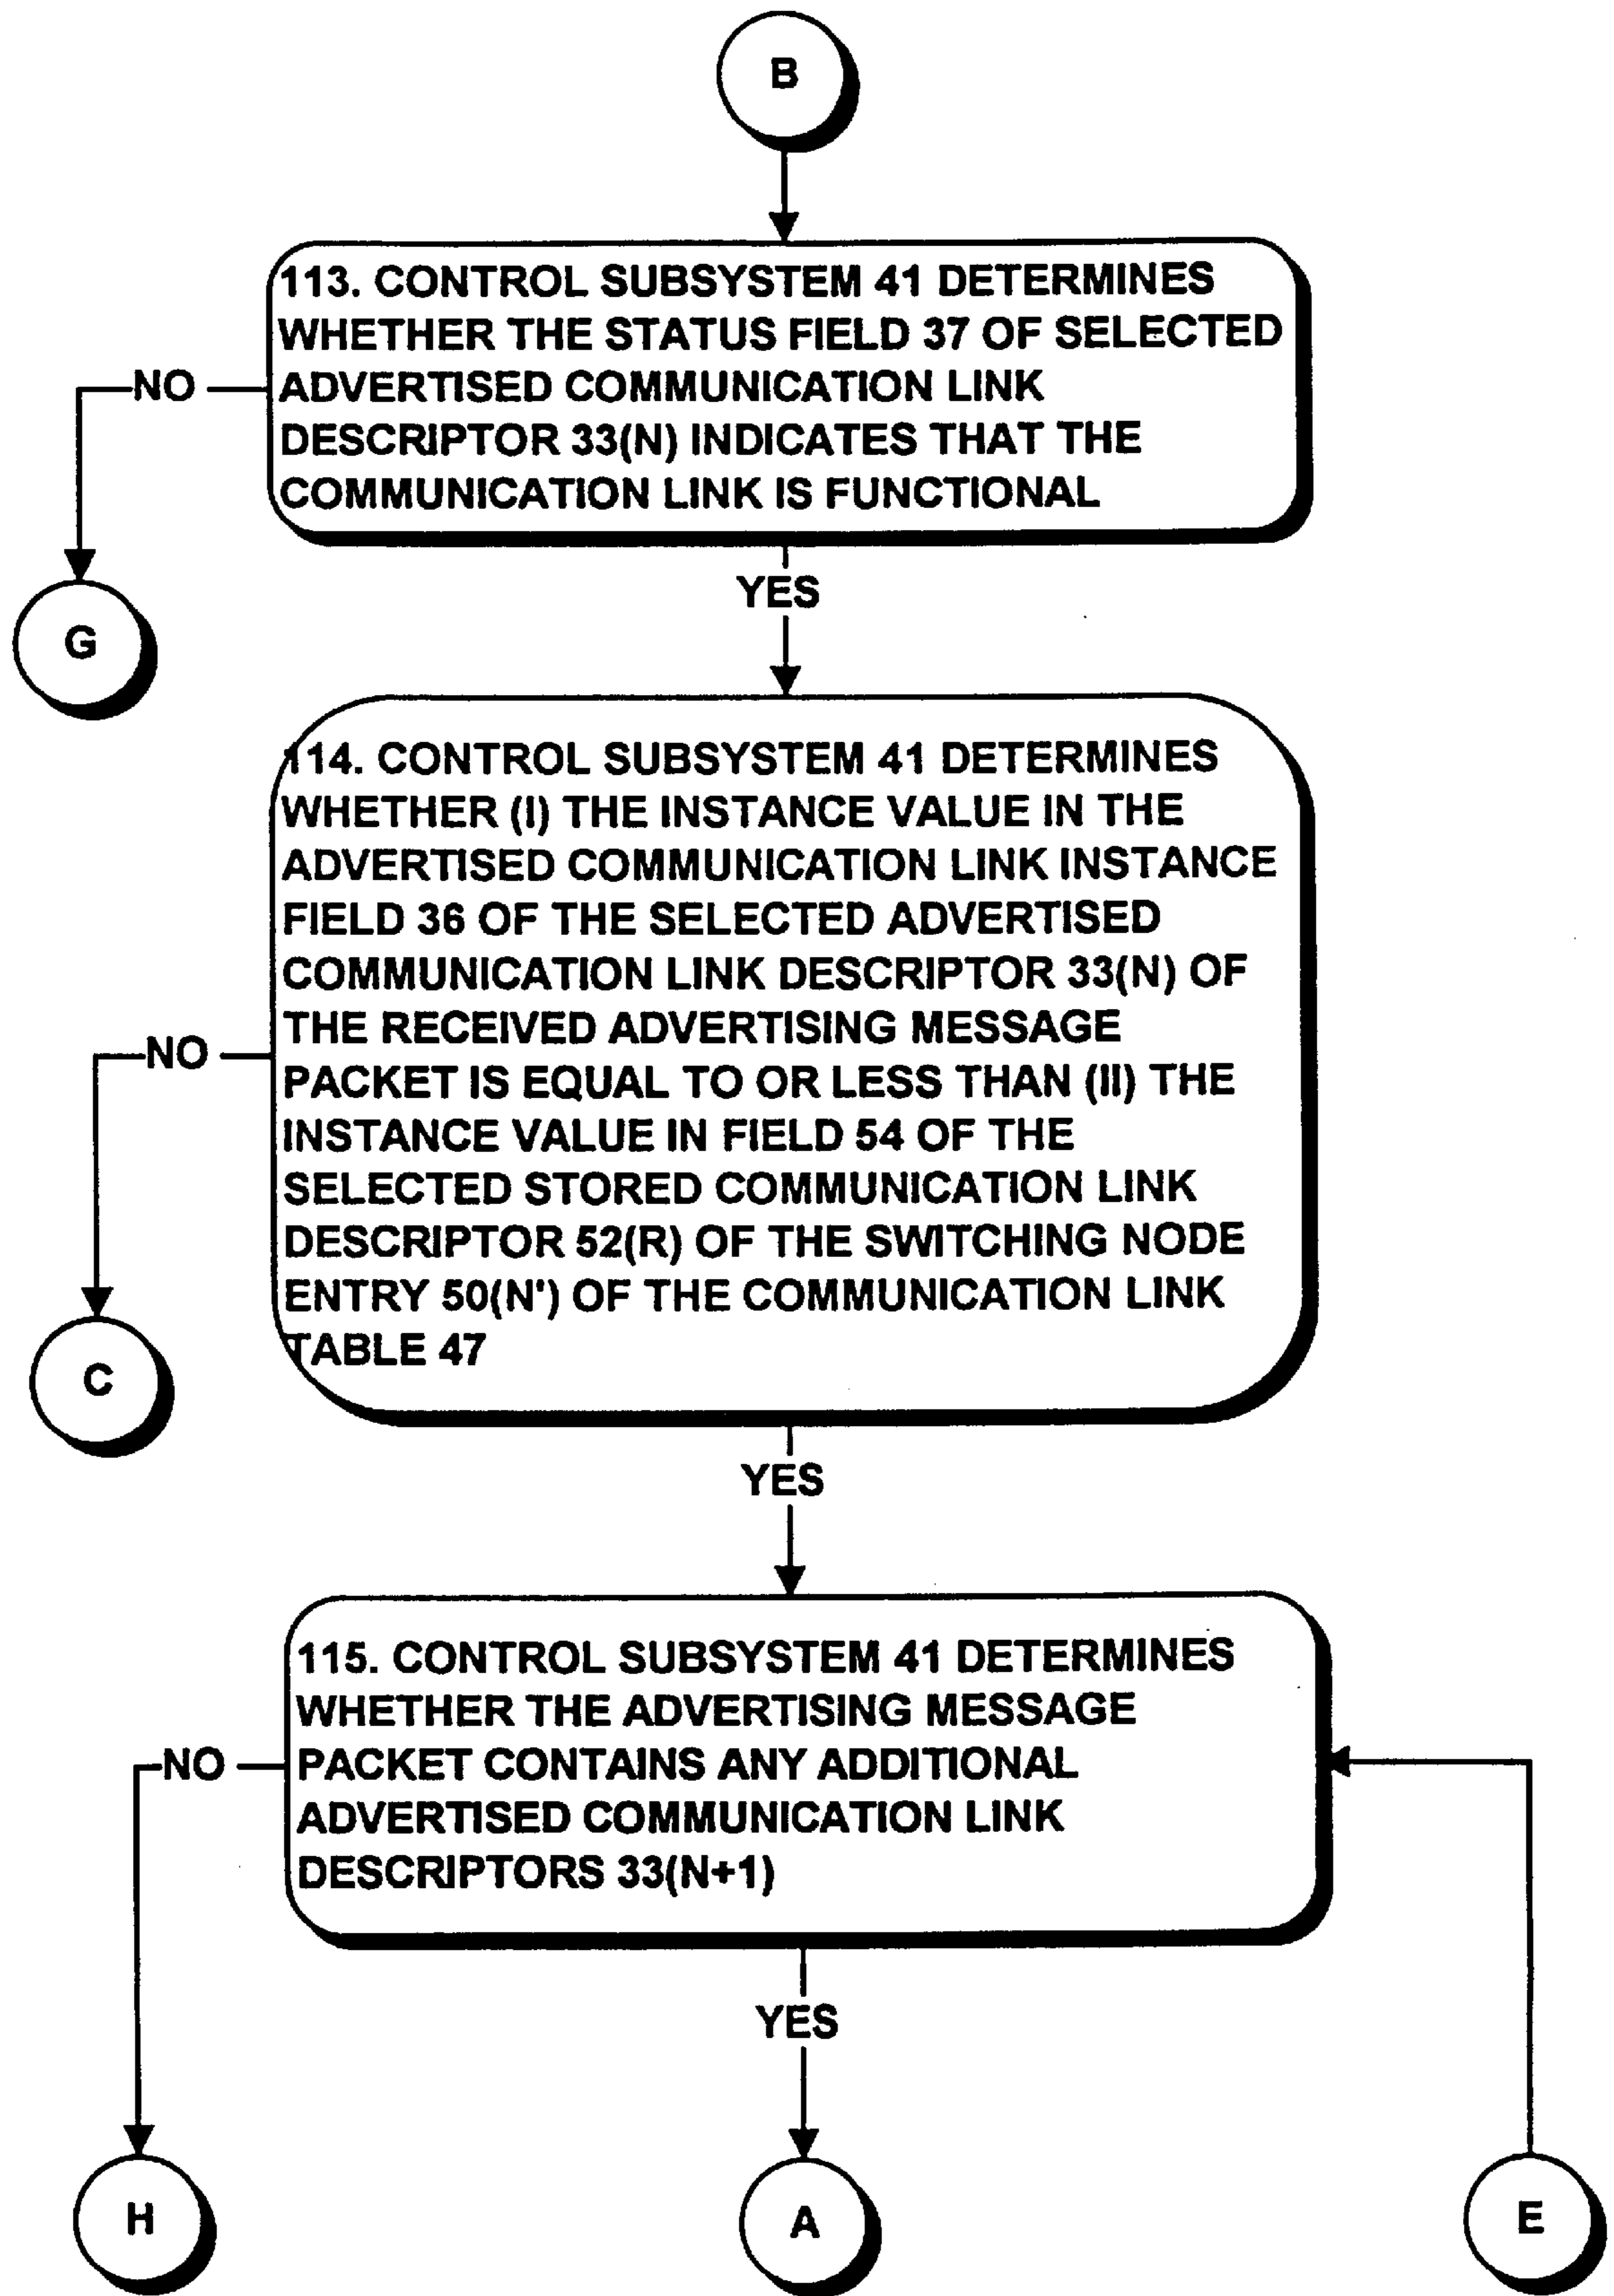 B
113. CONTROL SUBSYSTEM 41 DETERMINES
WHETHER THE STATUS FIELD 37 OF SELECTED
ADVERTISED COMMUNICATION LINK
DESCRIPTOR 33(N) INDICATES THAT THE
COMMUNICATION LINK IS FUNCTIONAL
NO
G
YES
114. CONTROL SUBSYSTEM 41 DETERMINES
WHETHER (I) THE INSTANCE VALUE IN THE
ADVERTISED COMMUNICATION LINK INSTANCE
FIELD 36 OF THE SELECTED ADVERTISED
COMMUNICATION LINK DESCRIPTOR 33(N) OF
THE RECEIVED ADVERTISING MESSAGE
PACKET IS EQUAL TO OR LESS THAN (II) THE
INSTANCE VALUE IN FIELD 54 OF THE
SELECTED STORED COMMUNICATION LINK
DESCRIPTOR 52(R) OF THE SWITCHING NODE
ENTRY 50(N') OF THE COMMUNICATION LINK
TABLE 47
NO
C
YES
115. CONTROL SUBSYSTEM 41 DETERMINES
WHETHER THE ADVERTISING MESSAGE
PACKET CONTAINS ANY ADDITIONAL
ADVERTISED COMMUNICATION LINK
DESCRIPTORS 33(N+1)
NO
YES
H
A
E